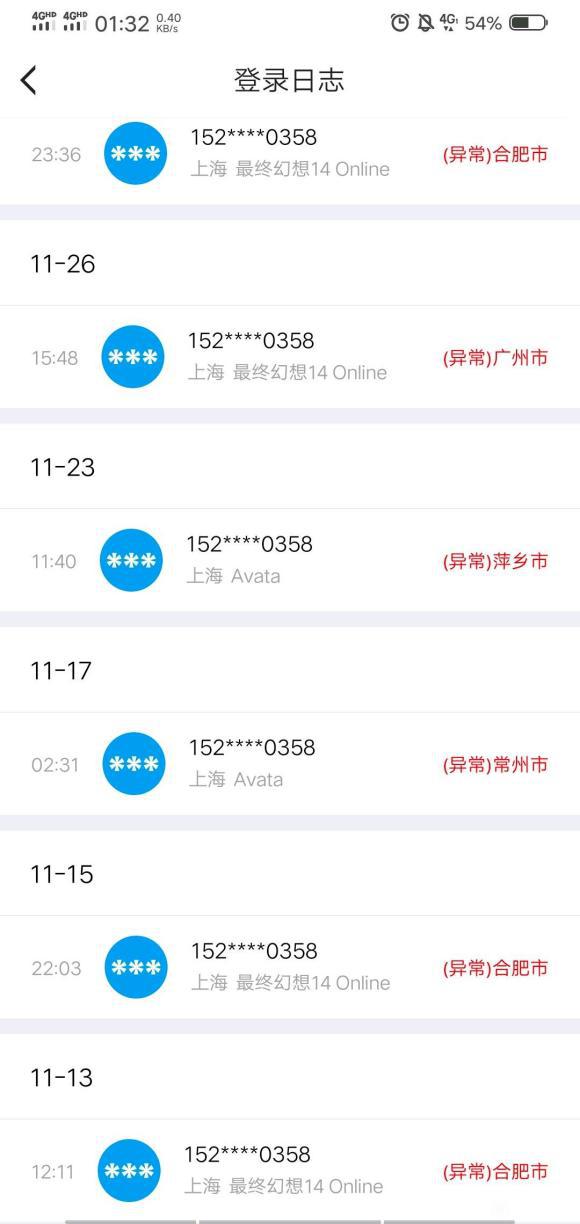 4GHD 4GHD 01:32 0.40 KB/s 4G 54%
登录日志
152****0358
23:36 *** (异常)合肥市
上海 最终幻想14 Online
11-26
152****0358
15:48 *** (异常)广州市
上海 最终幻想14 Online
11-23
152****0358
11:40 *** (异常)萍乡市
上海 Avata
11-17
152****0358
02:31 *** (异常)常州市
上海 Avata
11-15
152****0358
22:03 *** (异常)合肥市
上海 最终幻想14 Online
11-13
152****0358
12:11 *** (异常)合肥市
上海 最终幻想14 Online